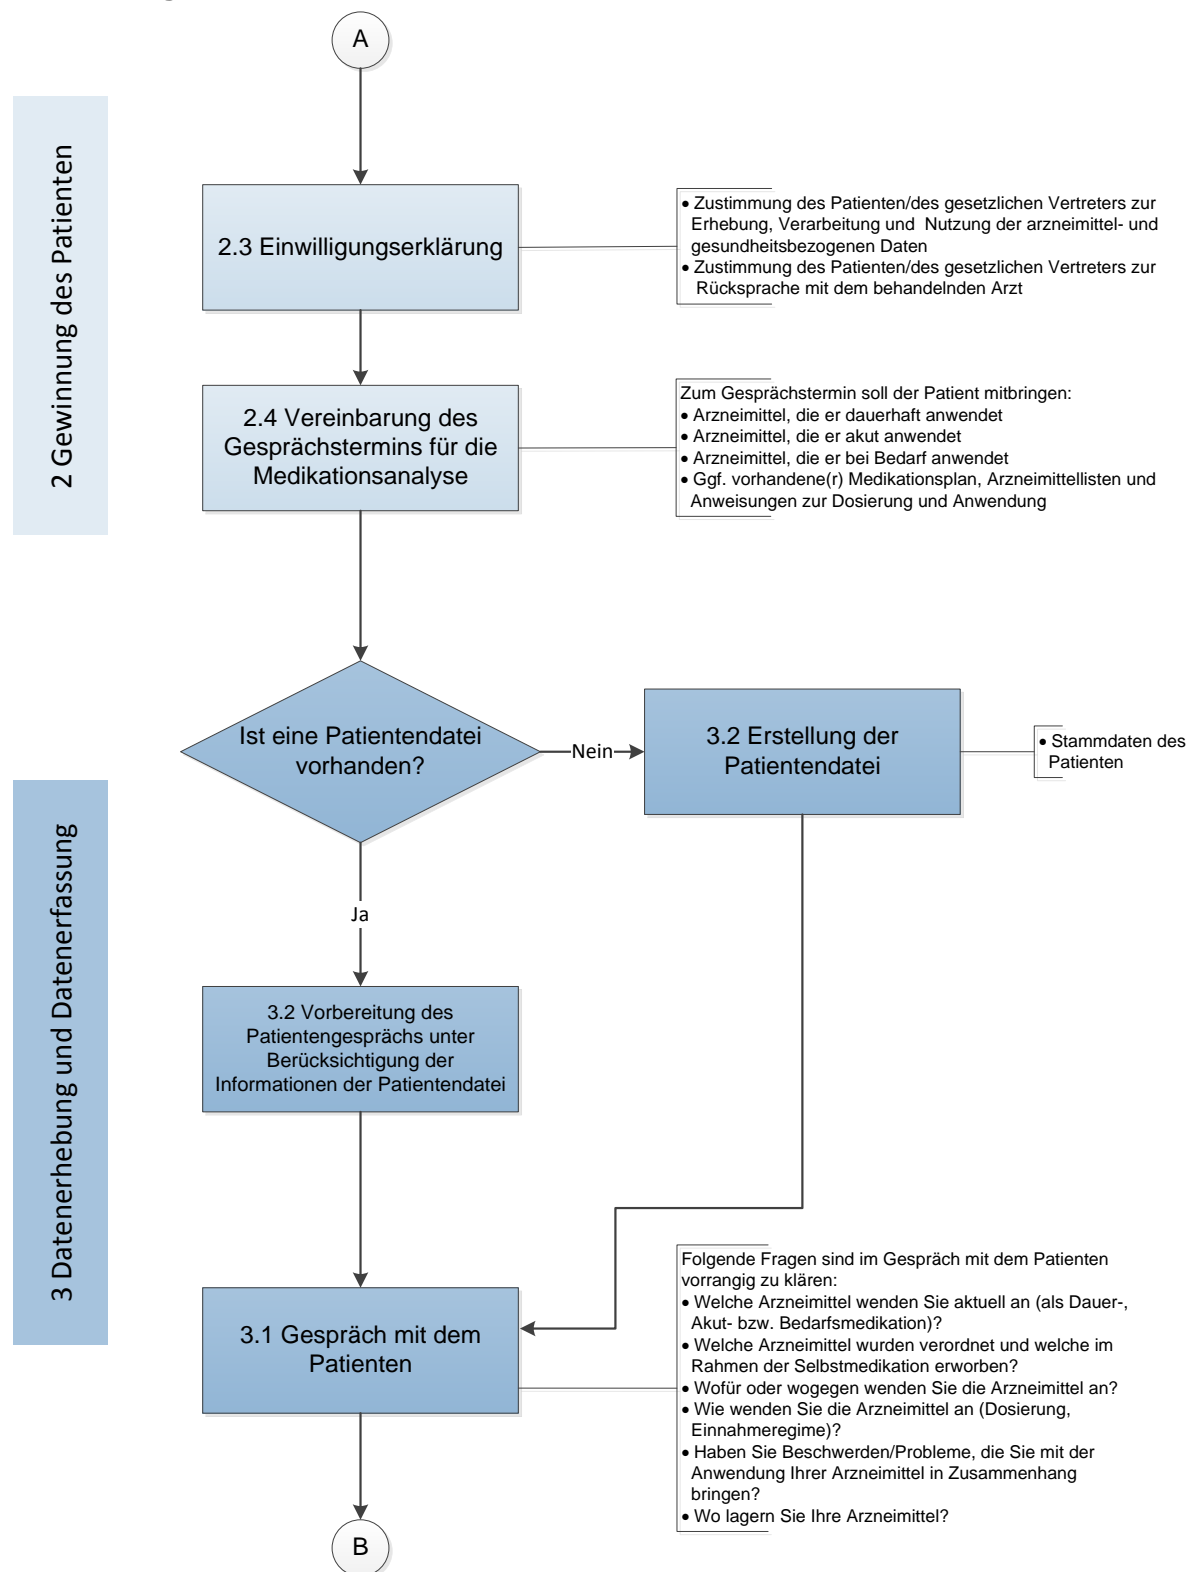 A
2 Gewinnung des Patienten
2.3 Einwilligungserklärung
• Zustimmung des Patienten/des gesetzlichen Vertreters zur
Erhebung, Verarbeitung und Nutzung der arzneimittel- und
gesundheitsbezogenen Daten
• Zustimmung des Patienten/des gesetzlichen Vertreters zur
Rücksprache mit dem behandelnden Arzt
2.4 Vereinbarung des
Gesprächstermins für die
Medikationsanalyse
Zum Gesprächstermin soll der Patient mitbringen:
• Arzneimittel, die er dauerhaft anwendet
• Arzneimittel, die er akut anwendet
• Arzneimittel, die er bei Bedarf anwendet
• Ggf. vorhandene(r) Medikationsplan, Arzneimittellisten und
Anweisungen zur Dosierung und Anwendung
3 Datenerhebung und Datenerfassung
Ist eine Patientendatei
vorhanden?
Nein
3.2 Erstellung der
Patientendatei
• Stammdaten des
Patienten
Ja
3.2 Vorbereitung des
Patientengesprächs unter
Berücksichtigung der
Informationen der Patientendatei
3.1 Gespräch mit dem
Patienten
Folgende Fragen sind im Gespräch mit dem Patienten
vorrangig zu klären:
• Welche Arzneimittel wenden Sie aktuell an (als Dauer-,
Akut- bzw. Bedarfsmedikation)?
• Welche Arzneimittel wurden verordnet und welche im
Rahmen der Selbstmedikation erworben?
• Wofür oder wogegen wenden Sie die Arzneimittel an?
• Wie wenden Sie die Arzneimittel an (Dosierung,
Einnahmeregime)?
• Haben Sie Beschwerden/Probleme, die Sie mit der
Anwendung Ihrer Arzneimittel in Zusammenhang
bringen?
• Wo lagern Sie Ihre Arzneimittel?
B